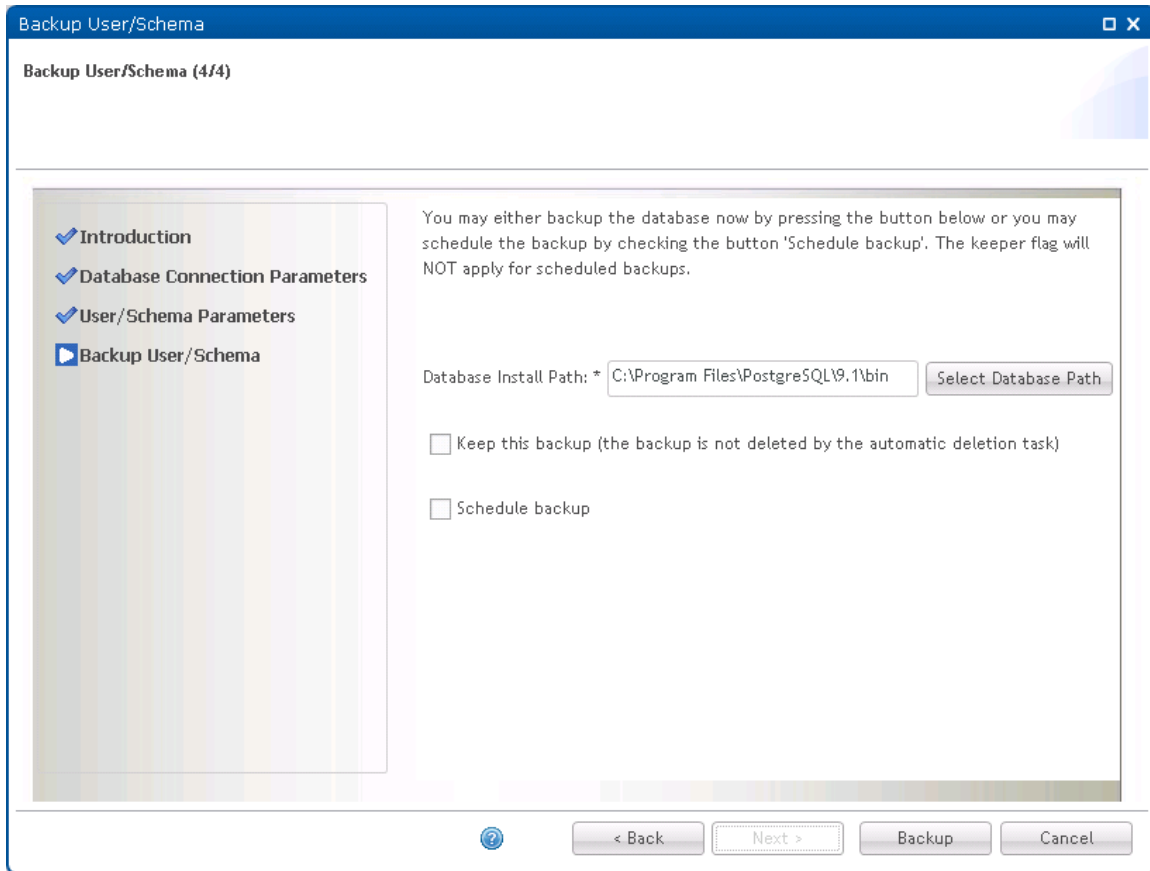 Backup User/Schema
Backup User/Schema (4/4)
Introduction
Database Connection Parameters
User/Schema Parameters
Backup User/Schema
You may either backup the database now by pressing the button below or you may
schedule the backup by checking the button 'Schedule backup'. The keeper flag will
NOT apply for scheduled backups.
Database Install Path: * C:\Program Files\PostgreSQL\9.1\bin Select Database Path
Keep this backup (the backup is not deleted by the automatic deletion task)
Schedule backup
? < Back Next > Backup Cancel